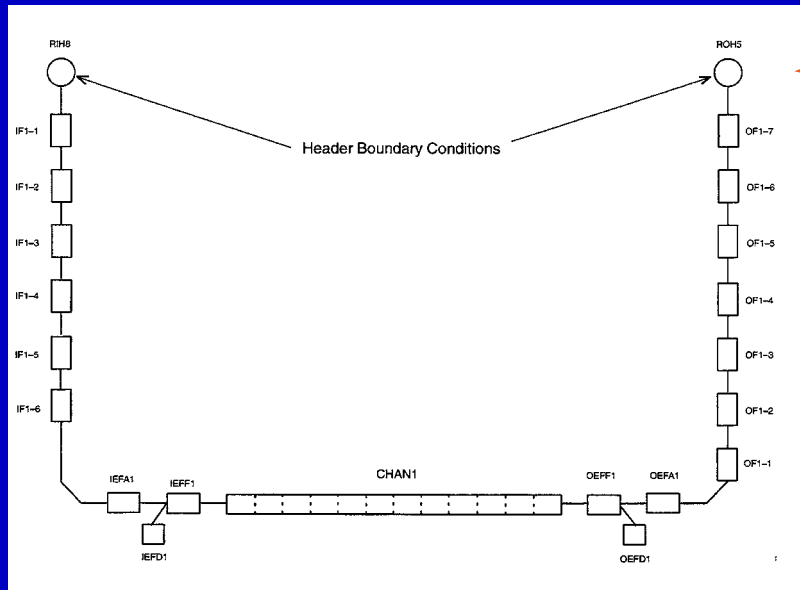 RIH8
ROH5
Header Boundary Conditions
IF1–1
OF1–7
IF1–2
OF1–6
IF1–3
OF1–5
IF1–4
OF1–4
IF1–5
OF1–3
IF1–6
OF1–2
OF1–1
IEFA1
IEFF1
CHAN1
OEFF1
OEFA1
IEFD1
OEFD1